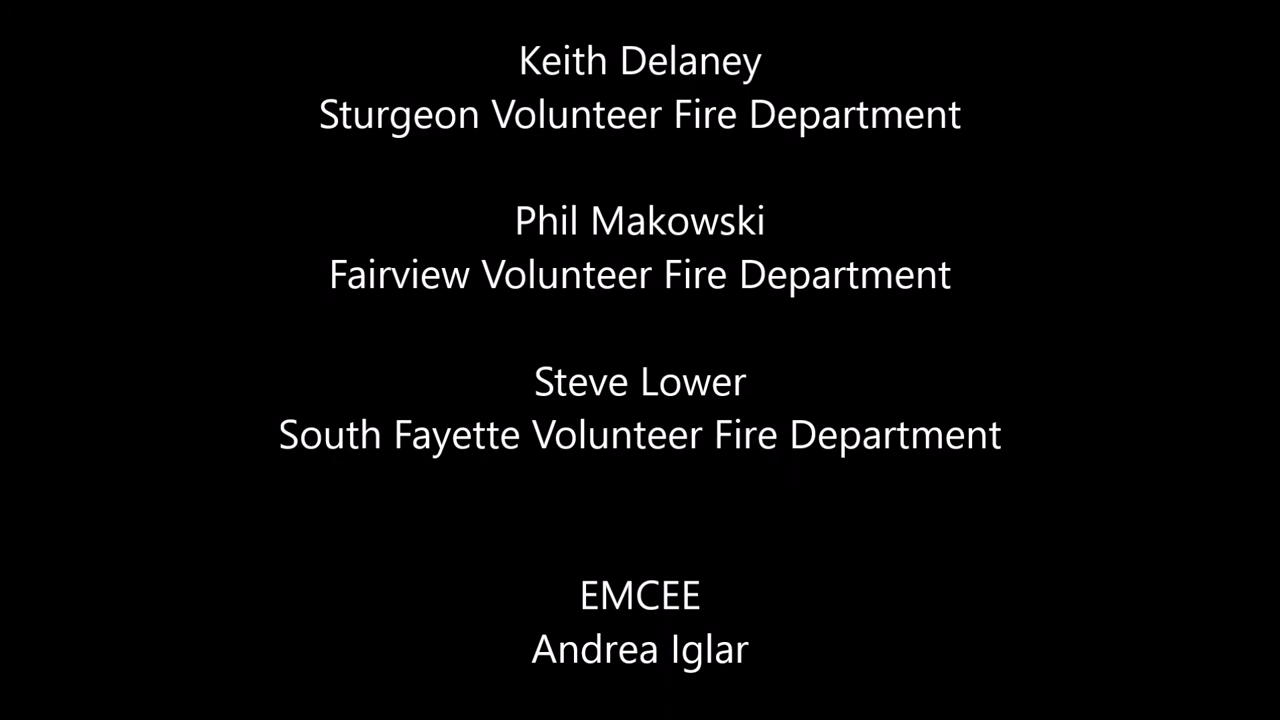 Keith Delaney
Sturgeon Volunteer Fire Department
Phil Makowski
Fairview Volunteer Fire Department
Steve Lower
South Fayette Volunteer Fire Department
EMCEE
Andrea Iglar